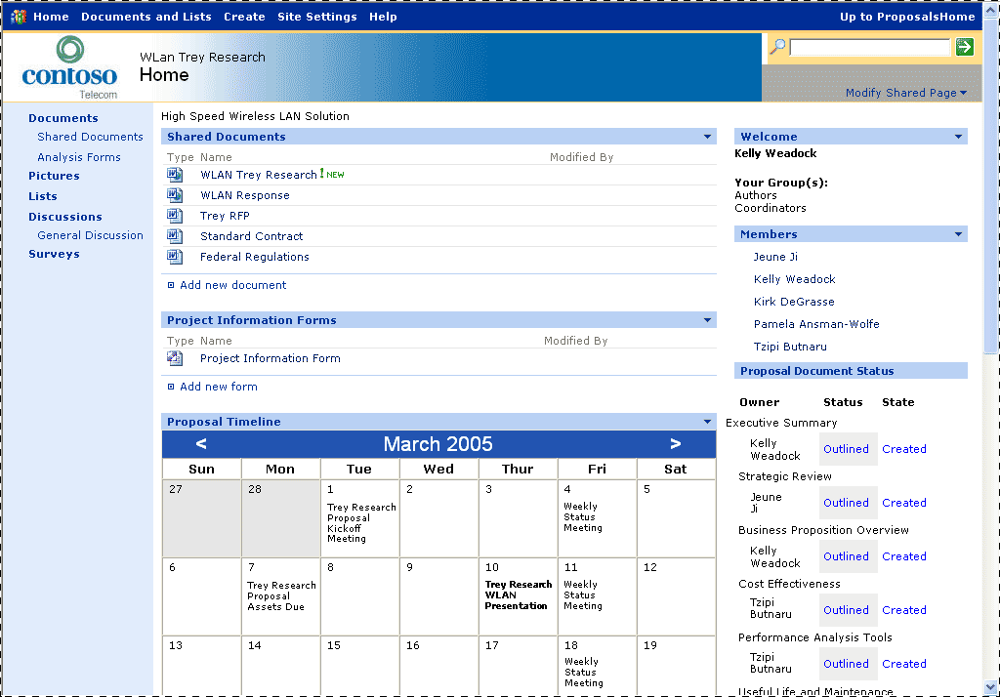 Home Documents and Lists Create Site Settings Help Up to ProposalsHome
contoso
Telecom
WLan Trey Research
Home
Modify Shared Page
Documents
Shared Documents
Analysis Forms
Pictures
Lists
Discussions
General Discussion
Surveys
High Speed Wireless LAN Solution
Shared Documents
Type Name Modified By
WLAN Trey Research ! NEW
WLAN Response
Trey RFP
Standard Contract
Federal Regulations
Add new document
Project Information Forms
Type Name Modified By
Project Information Form
Add new form
Proposal Timeline
< March 2005 >
Sun Mon Tue Wed Thur Fri Sat
27 28 1 2 3 4 5
Trey Research
Proposal
Kickoff
Meeting
Weekly
Status
Meeting
6 7 8 9 10 11 12
Trey Research
Proposal
Assets Due
Trey Research
WLAN
Presentation
Weekly
Status
Meeting
13 14 15 16 17 18 19
Weekly
Status
Meeting
Welcome
Kelly Weadock
Your Group(s):
Authors
Coordinators
Members
Jeune Ji
Kelly Weadock
Kirk DeGrasse
Pamela Ansman-Wolfe
Tzipi Butnaru
Proposal Document Status
Owner Status State
Executive Summary
Kelly
Weadock Outlined Created
Strategic Review
Jeune
Ji Outlined Created
Business Proposition Overview
Kelly
Weadock Outlined Created
Cost Effectiveness
Tzipi
Butnaru Outlined Created
Performance Analysis Tools
Tzipi
Butnaru Outlined Created
Useful Life and Maintenance